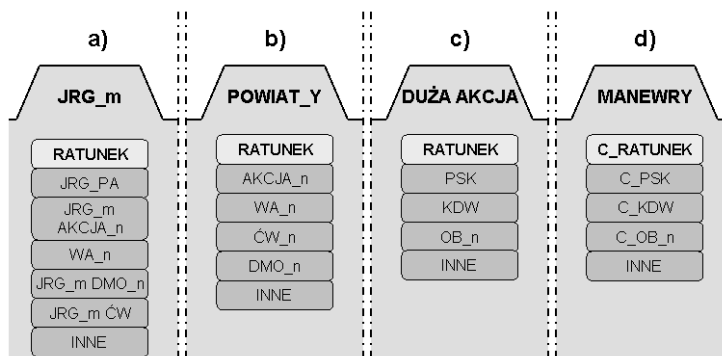 a)
JRG_m
RATUNEK
JRG_PA
JRG_m
AKCJA_n
WA_n
JRG_m DMO_n
JRG_m ĆW
INNE
b)
POWIAT_Y
RATUNEK
AKCJA_n
WA_n
ĆW_n
DMO_n
INNE
c)
DUŻA AKCJA
RATUNEK
PSK
KDW
OB_n
INNE
d)
MANEWRY
C_RATUNEK
C_PSK
C_KDW
C_OB_n
INNE